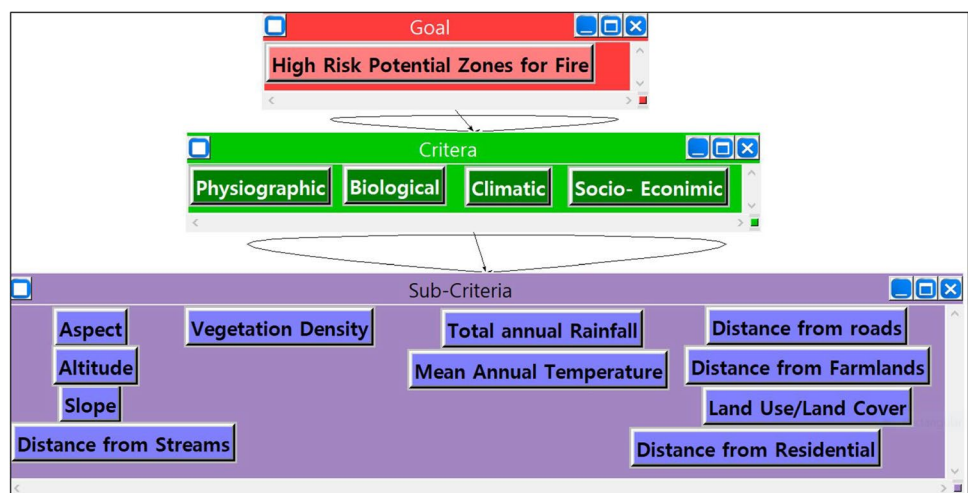 Goal
High Risk Potential Zones for Fire
Critera
Physiographic
Biological
Climatic
Socio- Econimic
Sub-Criteria
Aspect
Altitude
Slope
Distance from Streams
Vegetation Density
Total annual Rainfall
Mean Annual Temperature
Distance from roads
Distance from Farmlands
Land Use/Land Cover
Distance from Residential